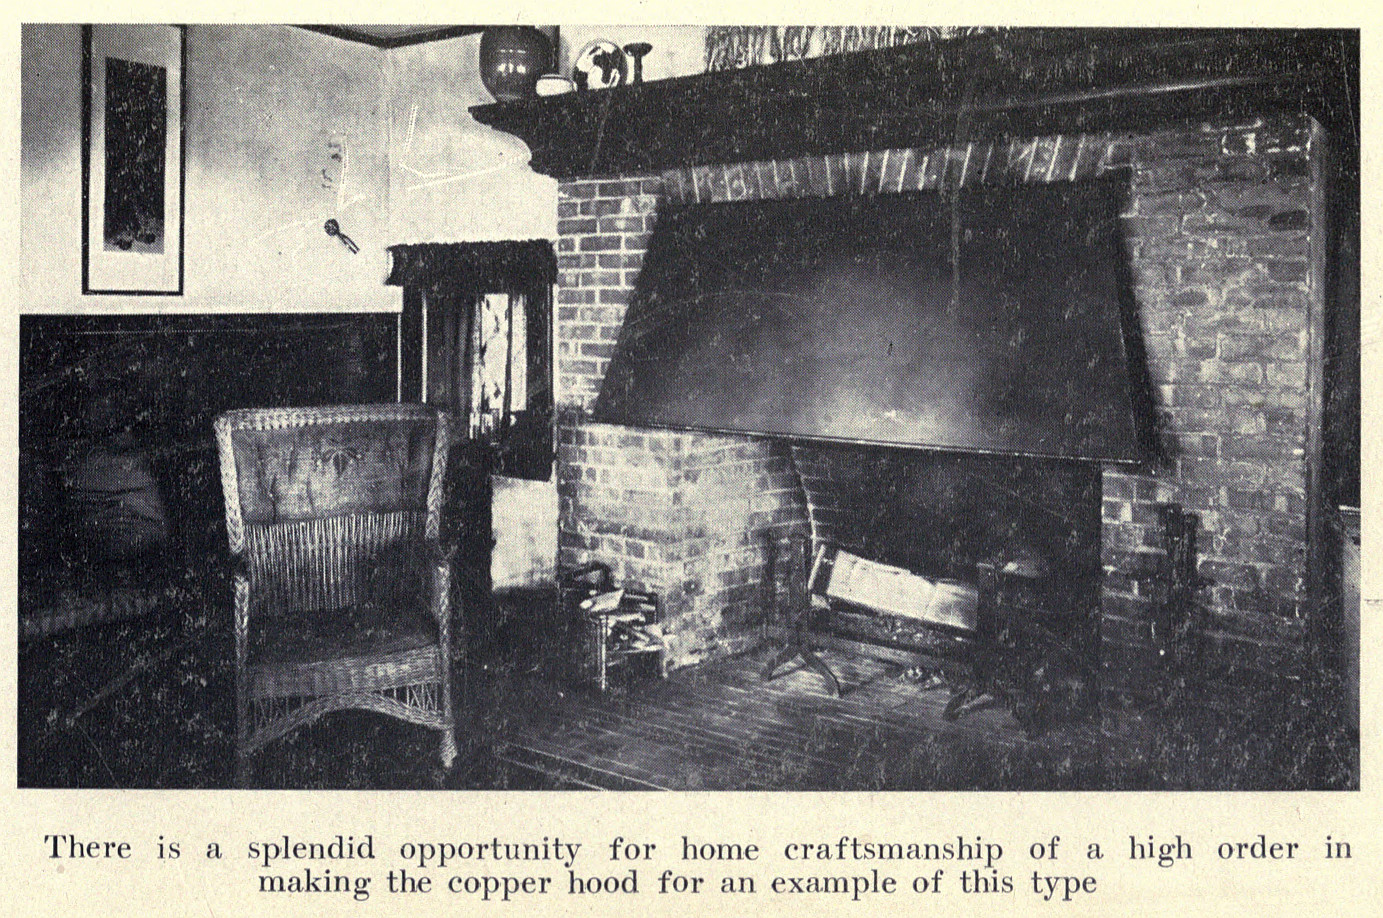 There is a splendid opportunity for home craftsmanship of a high order in
making the copper hood for an example of this type